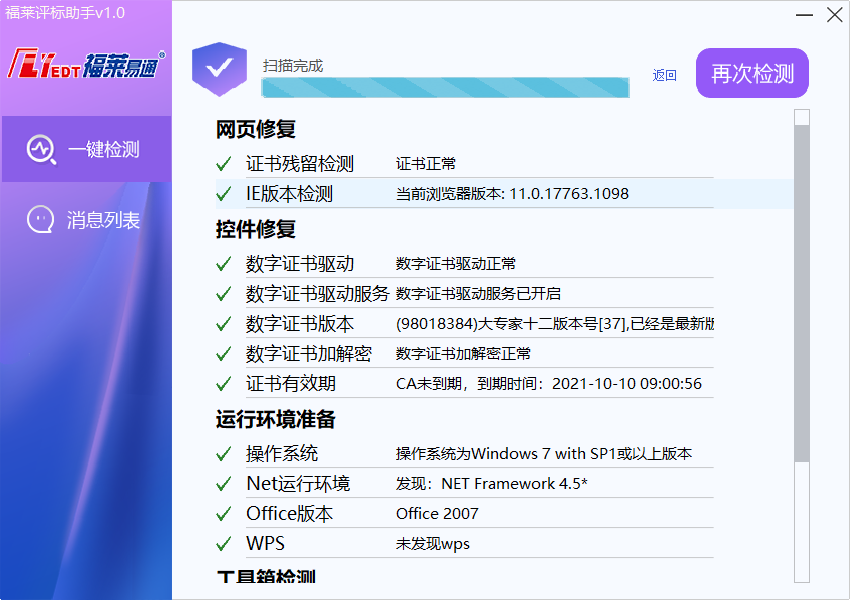 福莱评标助手v1.0
FLYEDT福莱易通®
一键检测
消息列表
扫描完成
返回
再次检测
网页修复
证书残留检测 证书正常
IE版本检测 当前浏览器版本: 11.0.17763.1098
控件修复
数字证书驱动 数字证书驱动正常
数字证书驱动服务 数字证书驱动服务已开启
数字证书版本 (98018384)大专家十二版本号[37],已经是最新版
数字证书加解密 数字证书加解密正常
证书有效期 CA未到期，到期时间：2021-10-10 09:00:56
运行环境准备
操作系统 操作系统为Windows 7 with SP1或以上版本
Net运行环境 发现：NET Framework 4.5*
Office版本 Office 2007
WPS 未发现wps
工具箱检测